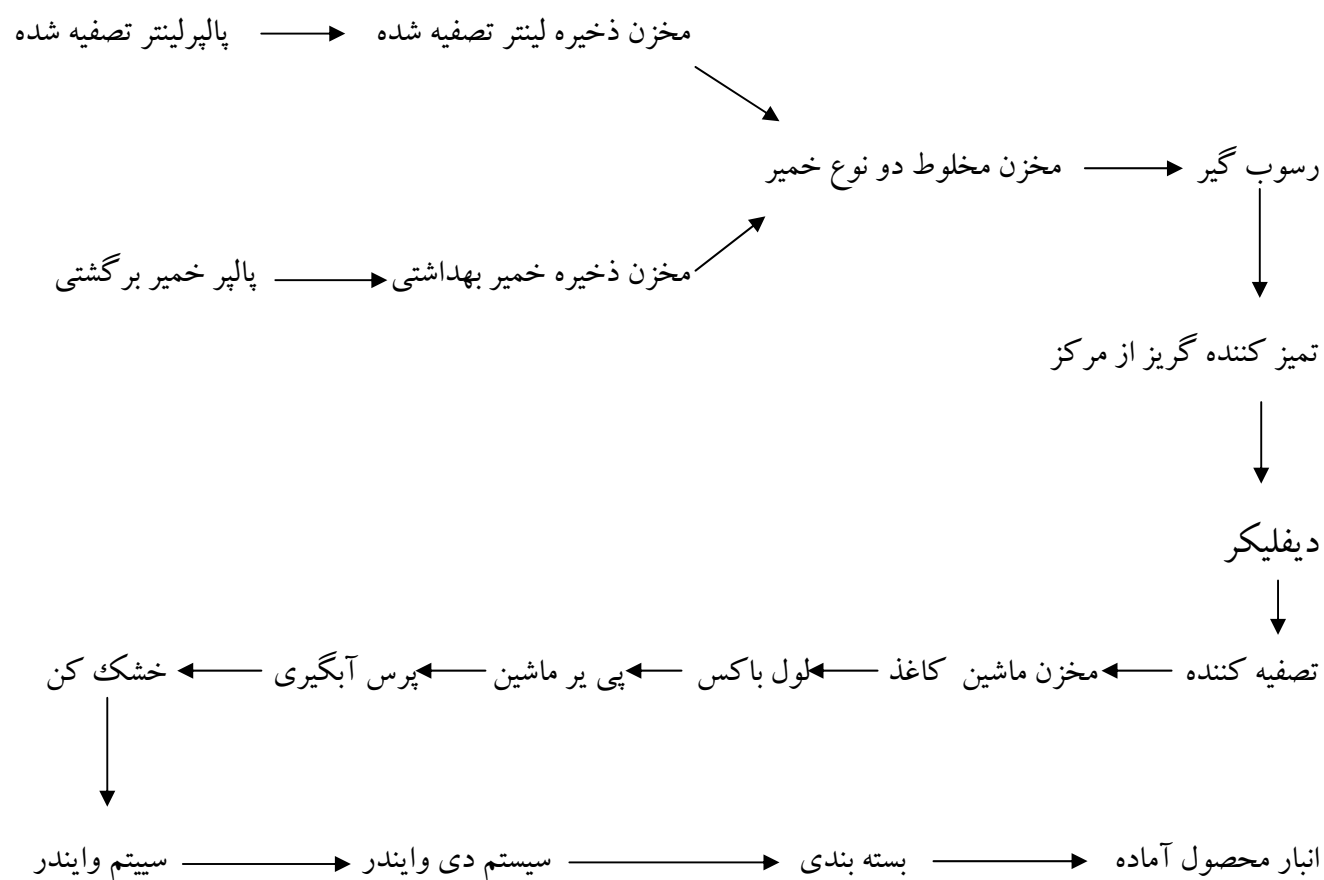 پالپرلینتر تصفیه شده مخزن ذخیره لینتر تصفیه شده
مخزن مخلوط دو نوع خمیر رسوب گیر
پالپر خمیر برگشتی مخزن ذخیره خمیر بهداشتی
تمیز کننده گریز از مرکز
دیفلیکر
تصفیه کننده مخزن ماشین کاغذ لول باکس پی یر ماشین پرس آبگیری خشک کن
سییتم وایندر سیستم دی وایندر بسته بندی انبار محصول آماده